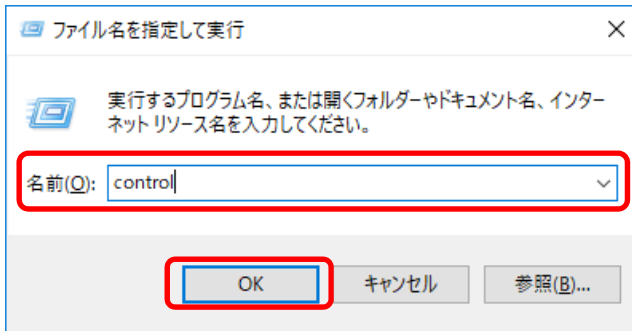 ファイル名を指定して実行
実行するプログラム名、または開くフォルダーやドキュメント名、インター
ネット リソース名を入力してください。
名前(O): control
OK キャンセル 参照(B)...